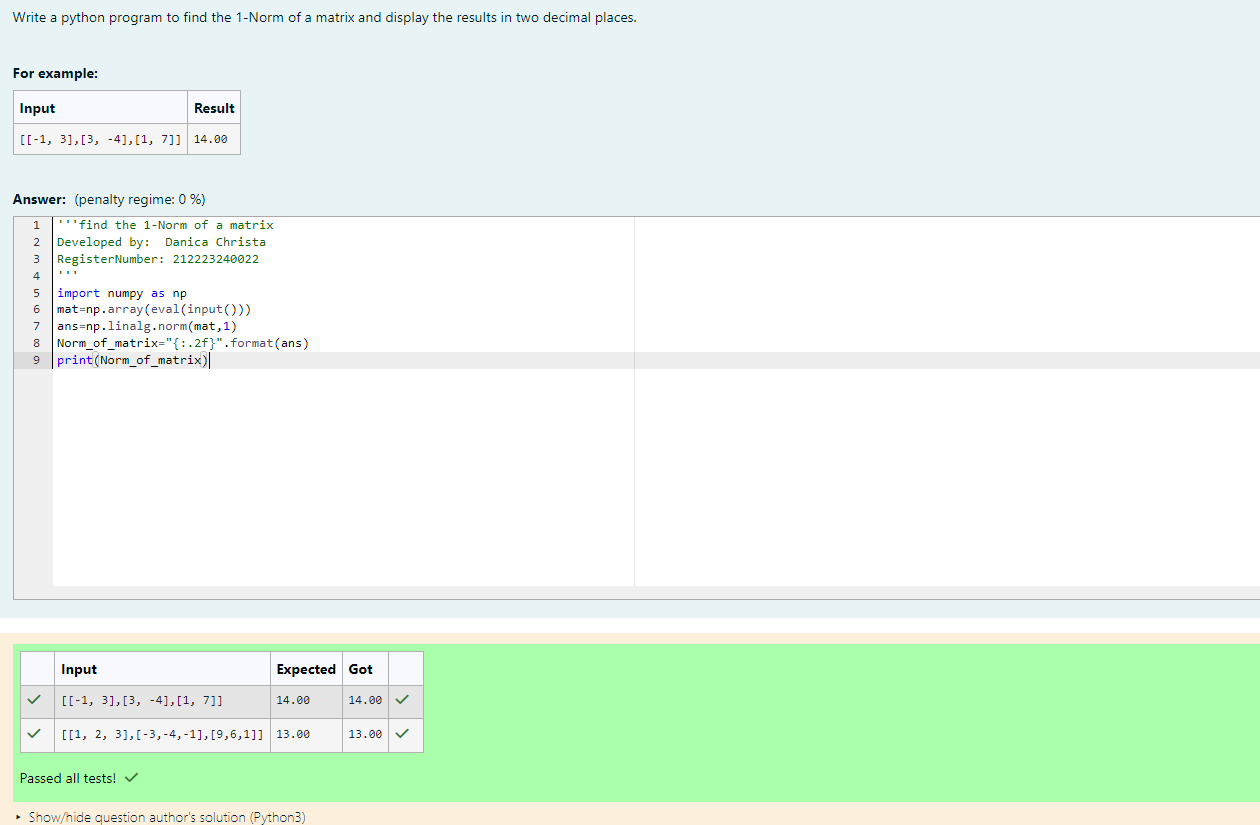 Write a python program to find the 1-Norm of a matrix and display the results in two decimal places.
For example:
Input Result
[[-1, 3],[3, -4],[1, 7]] 14.00
Answer: (penalty regime: 0 %)
1 '''find the 1-Norm of a matrix
2 Developed by:  Danica Christa
3 RegisterNumber: 212223240022
4 '''
5 import numpy as np
6 mat=np.array(eval(input()))
7 ans=np.linalg.norm(mat,1)
8 Norm_of_matrix="{:.2f}".format(ans)
9 print(Norm_of_matrix)
Input Expected Got
[[-1, 3],[3, -4],[1, 7]] 14.00 14.00
[[1, 2, 3],[-3,-4,-1],[9,6,1]] 13.00 13.00
Passed all tests!
Show/hide question author's solution (Python3)